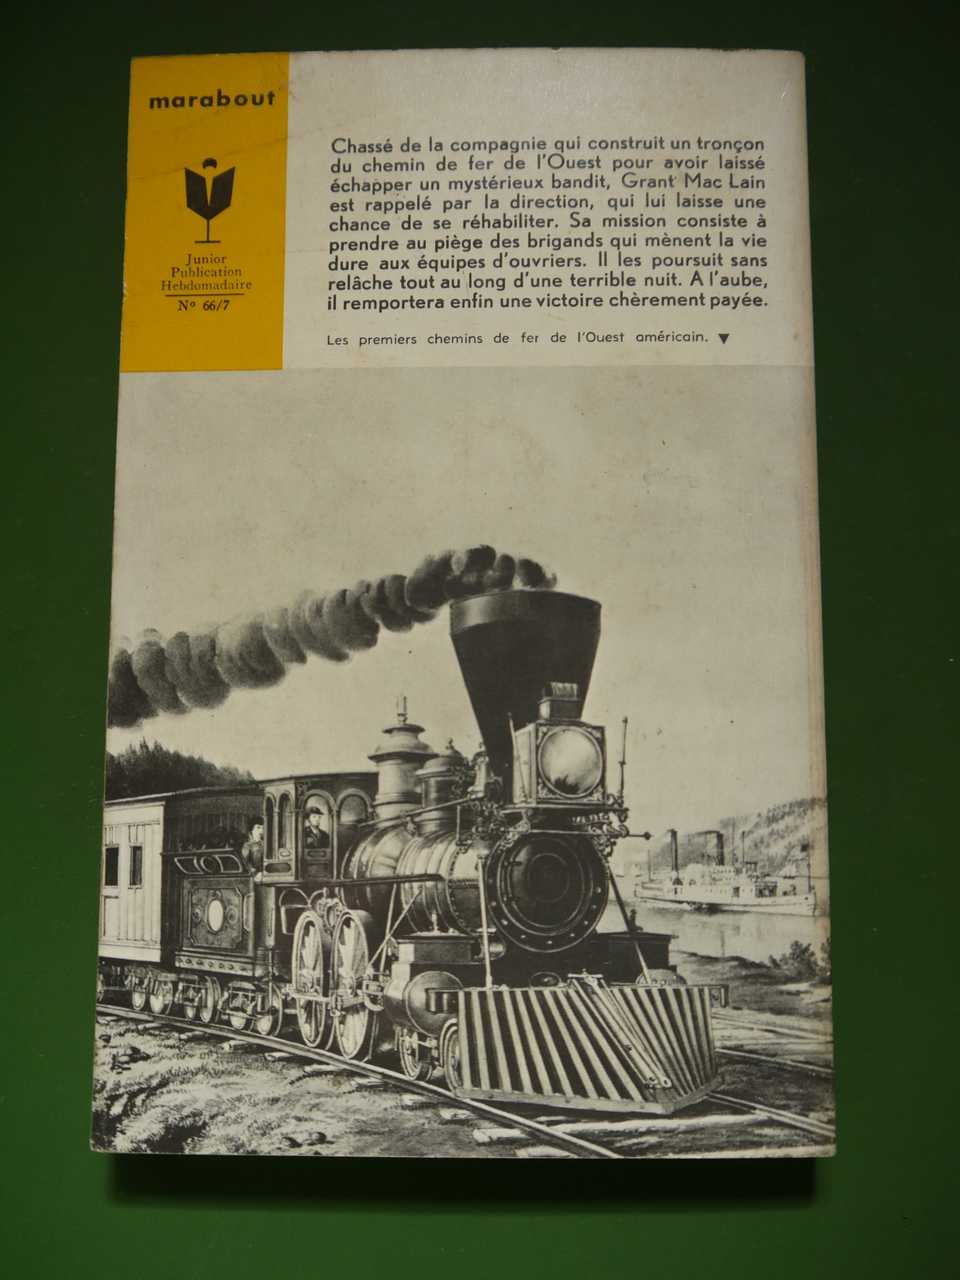 marabout
Junior
Publication
Hebdomadaire
Nº 66/7
Chassé de la compagnie qui construit un tronçon
du chemin de fer de l'Ouest pour avoir laissé
échapper un mystérieux bandit, Grant Mac Lain
est rappelé par la direction, qui lui laisse une
chance de se réhabiliter. Sa mission consiste à
prendre au piège des brigands qui mènent la vie
dure aux équipes d'ouvriers. Il les poursuit sans
relâche tout au long d'une terrible nuit. A l'aube,
il remportera enfin une victoire chèrement payée.
Les premiers chemins de fer de l'Ouest américain. ▼